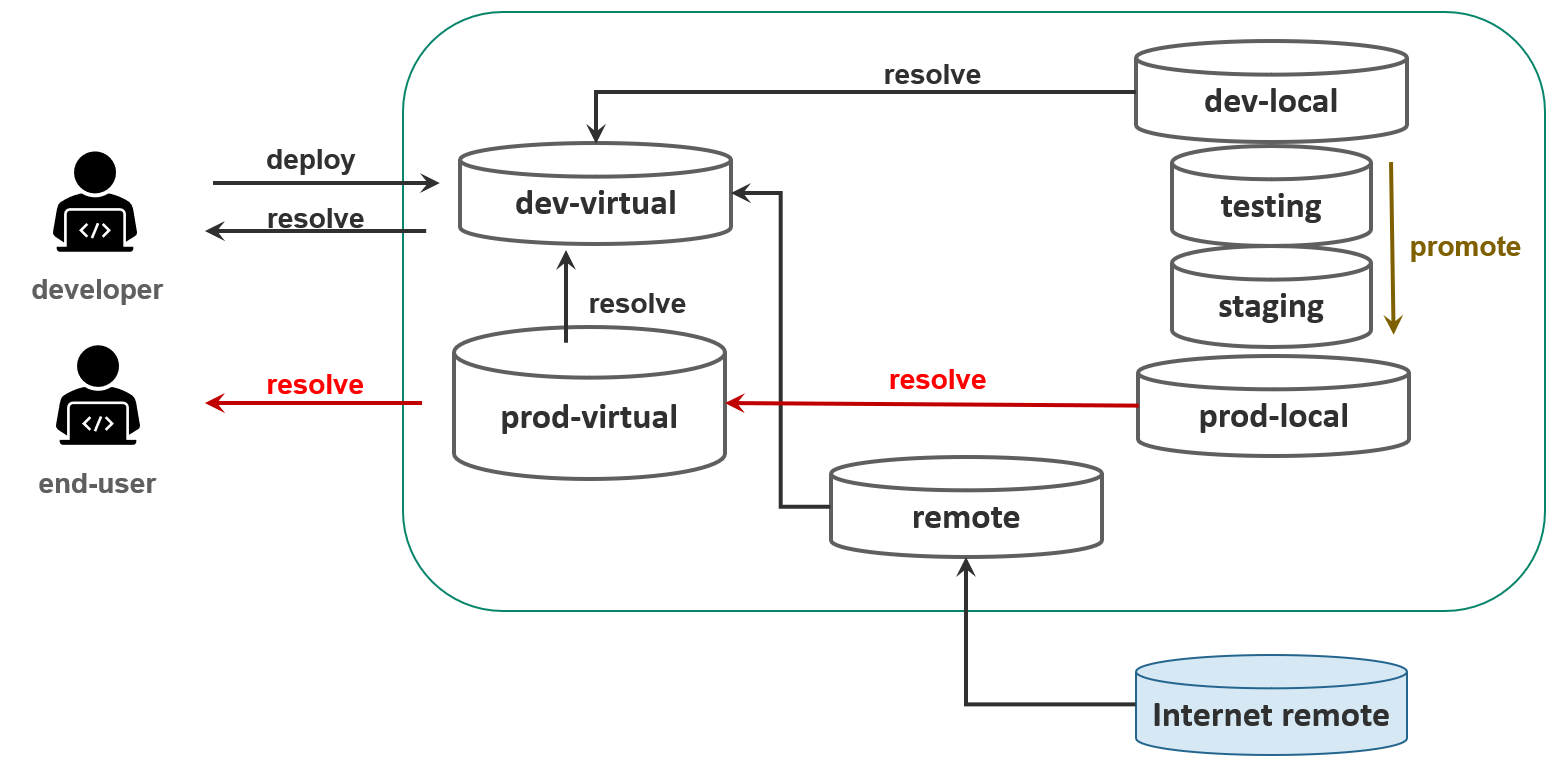 resolve
dev-local
deploy
dev-virtual
testing
resolve
promote
developer
resolve
staging
resolve
resolve
prod-virtual
prod-local
end-user
remote
Internet remote